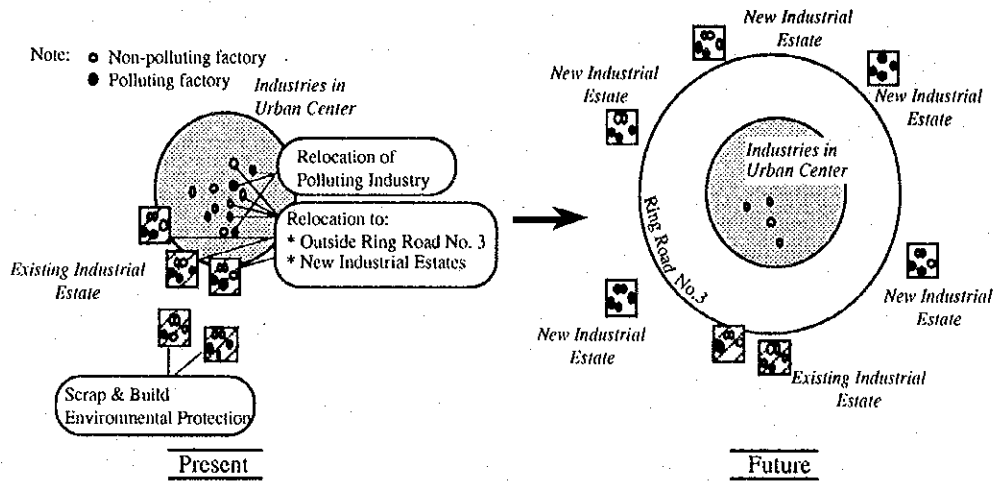 Note: Non-polluting factory
Polluting factory
Industries in
Urban Center
Relocation of
Polluting Industry
Relocation to:
* Outside Ring Road No. 3
* New Industrial Estates
Existing Industrial
Estate
Scrap & Build
Environmental Protection
Present
New Industrial
Estate
New Industrial
Estate
New Industrial
Estate
Industries in
Urban Center
Ring Road No.3
New Industrial
Estate
New Industrial
Estate
Existing Industrial
Estate
Future